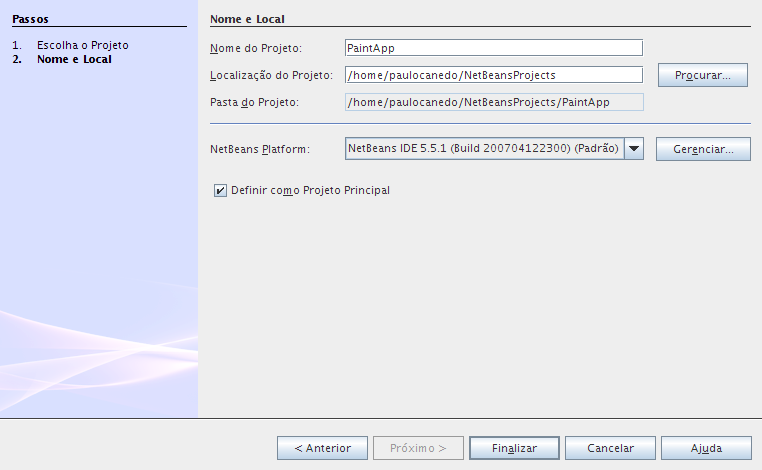 Passos
1. Escolha o Projeto
2. Nome e Local
Nome e Local
Nome do Projeto: PaintApp
Localização do Projeto: /home/paulocanedo/NetBeansProjects Procurar...
Pasta do Projeto: /home/paulocanedo/NetBeansProjects/PaintApp
NetBeans Platform: NetBeans IDE 5.5.1 (Build 200704122300) (Padrão) Gerenciar...
Definir como Projeto Principal
< Anterior Próximo > Finalizar Cancelar Ajuda